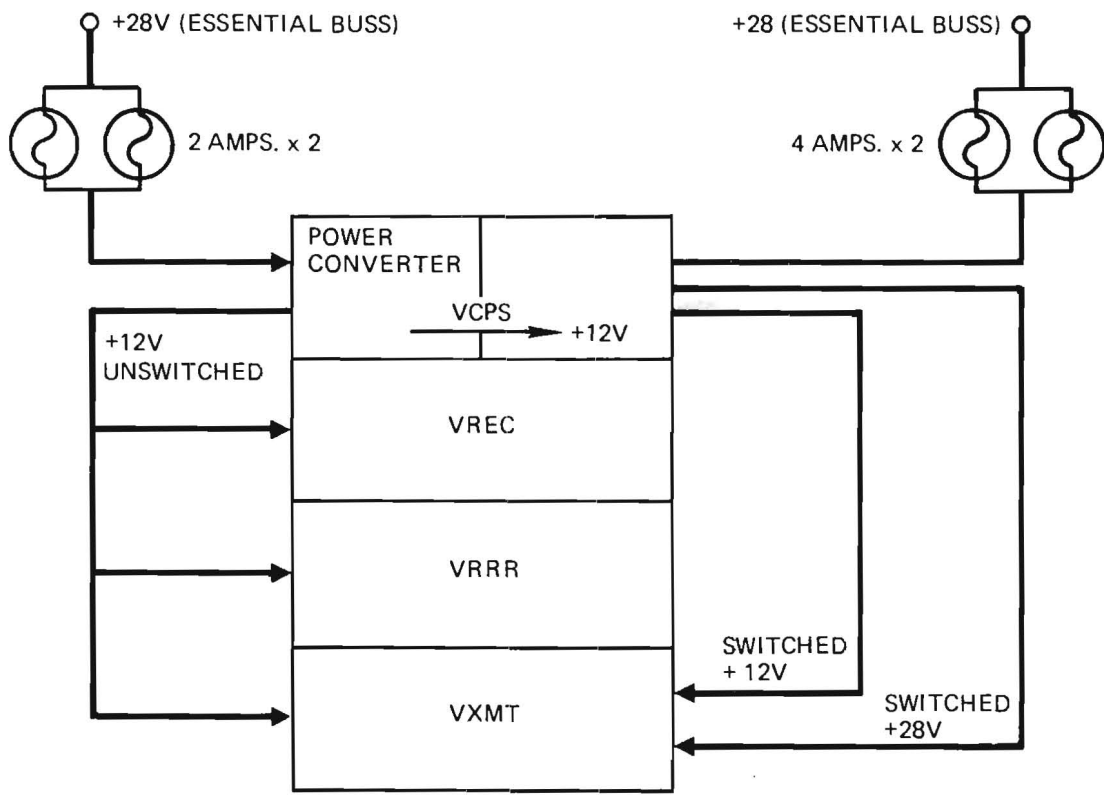 +28V (ESSENTIAL BUSS)
+28 (ESSENTIAL BUSS)
2 AMPS. x 2
4 AMPS. x 2
POWER
CONVERTER
VCPS
+12V
+12V
UNSWITCHED
VREC
VRRR
SWITCHED
+ 12V
VXMT
SWITCHED
+28V